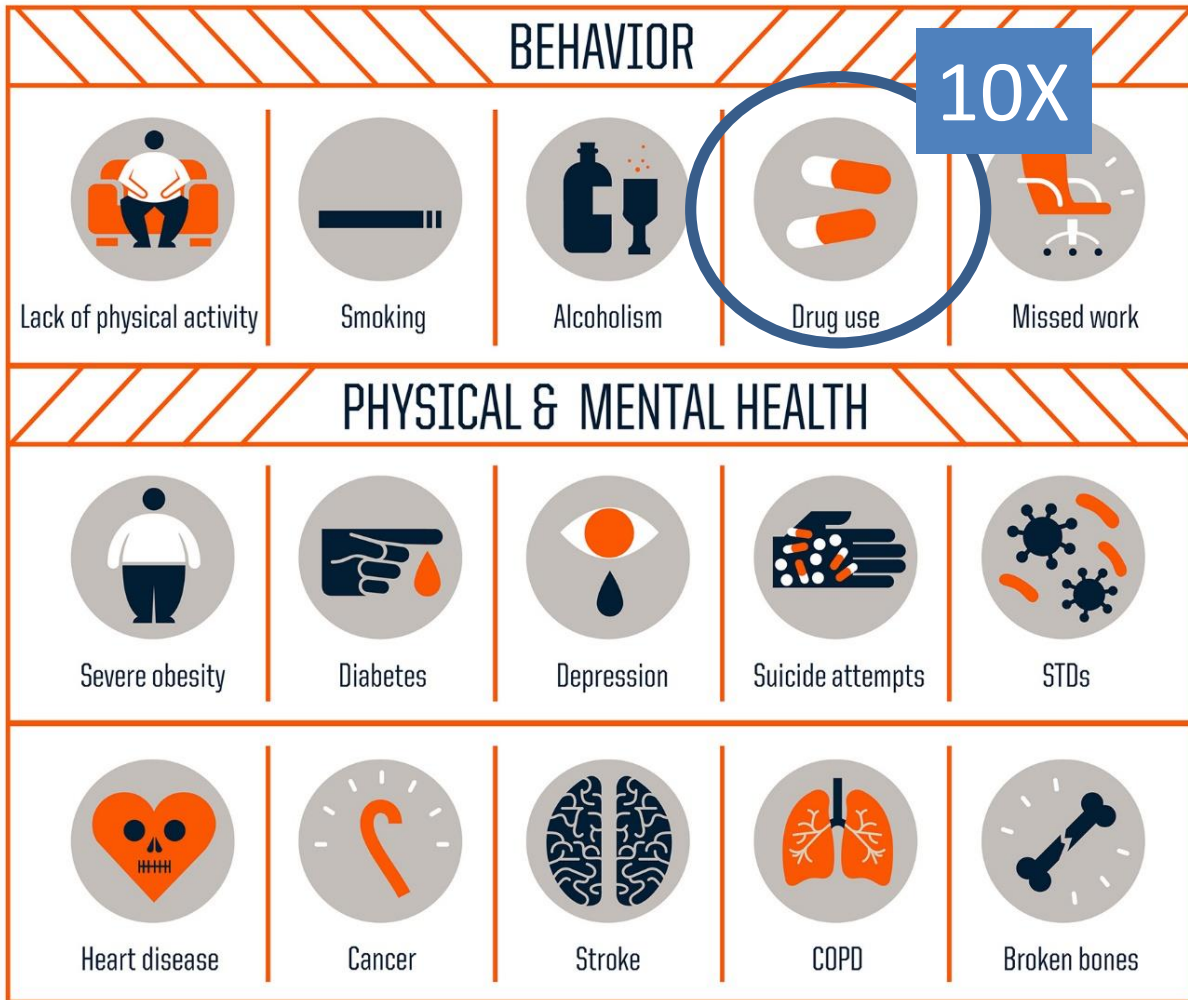 BEHAVIOR
10X
Lack of physical activity
Smoking
Alcoholism
Drug use
Missed work
PHYSICAL & MENTAL HEALTH
Severe obesity
Diabetes
Depression
Suicide attempts
STDs
Heart disease
Cancer
Stroke
COPD
Broken bones